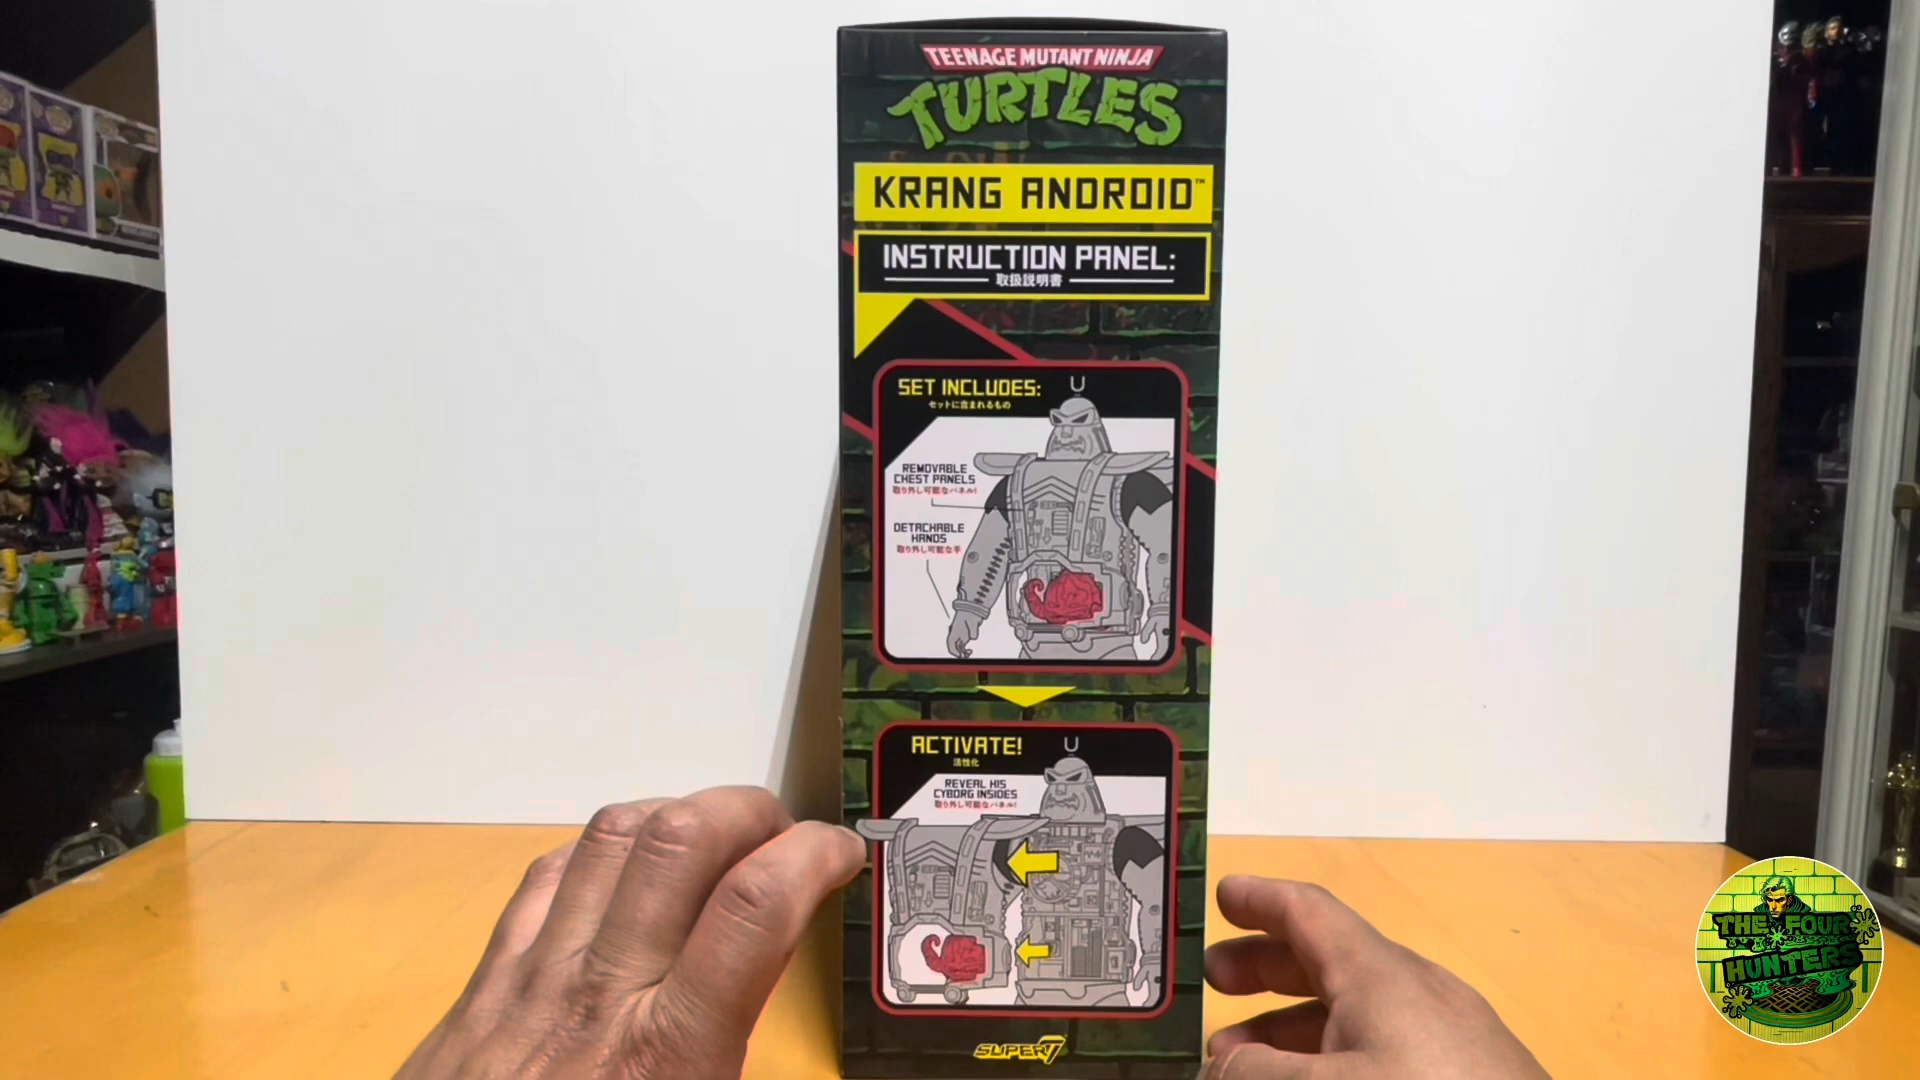 TEENAGE MUTANT NINJA
TURTLES
KRANG ANDROID™
INSTRUCTION PANEL:
取扱説明書
SET INCLUDES:
セットに含まれるもの
REMOVABLE
CHEST PANELS
取り外し可能なパネル!
DETACHABLE
HANDS
取り外し可能な手
ACTIVATE!
活性化
REVEAL HIS
CYBORG INSIDES
取り外し可能なパネル!
SUPER7
THE FOUR
HUNTERS